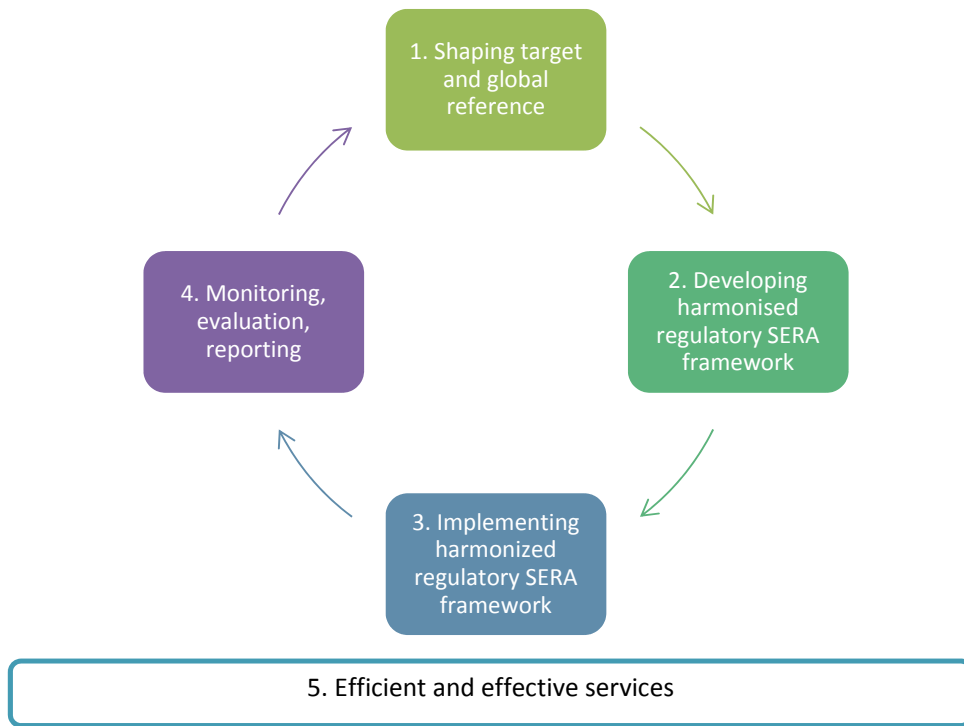 1. Shaping target
and global
reference
2. Developing
harmonised
regulatory SERA
framework
3. Implementing
harmonized
regulatory SERA
framework
4. Monitoring,
evaluation,
reporting
5. Efficient and effective services